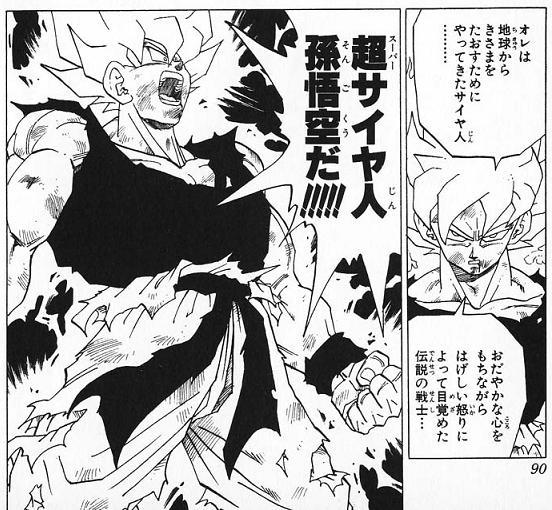 オレは
地球から
きさまを
たおすために
やってきたサイヤ人
………
おだやかな心を
もちながら
はげしい怒りに
よって目覚めた
伝説の戦士…
超サイヤ人
孫悟空だ!!!!!
90